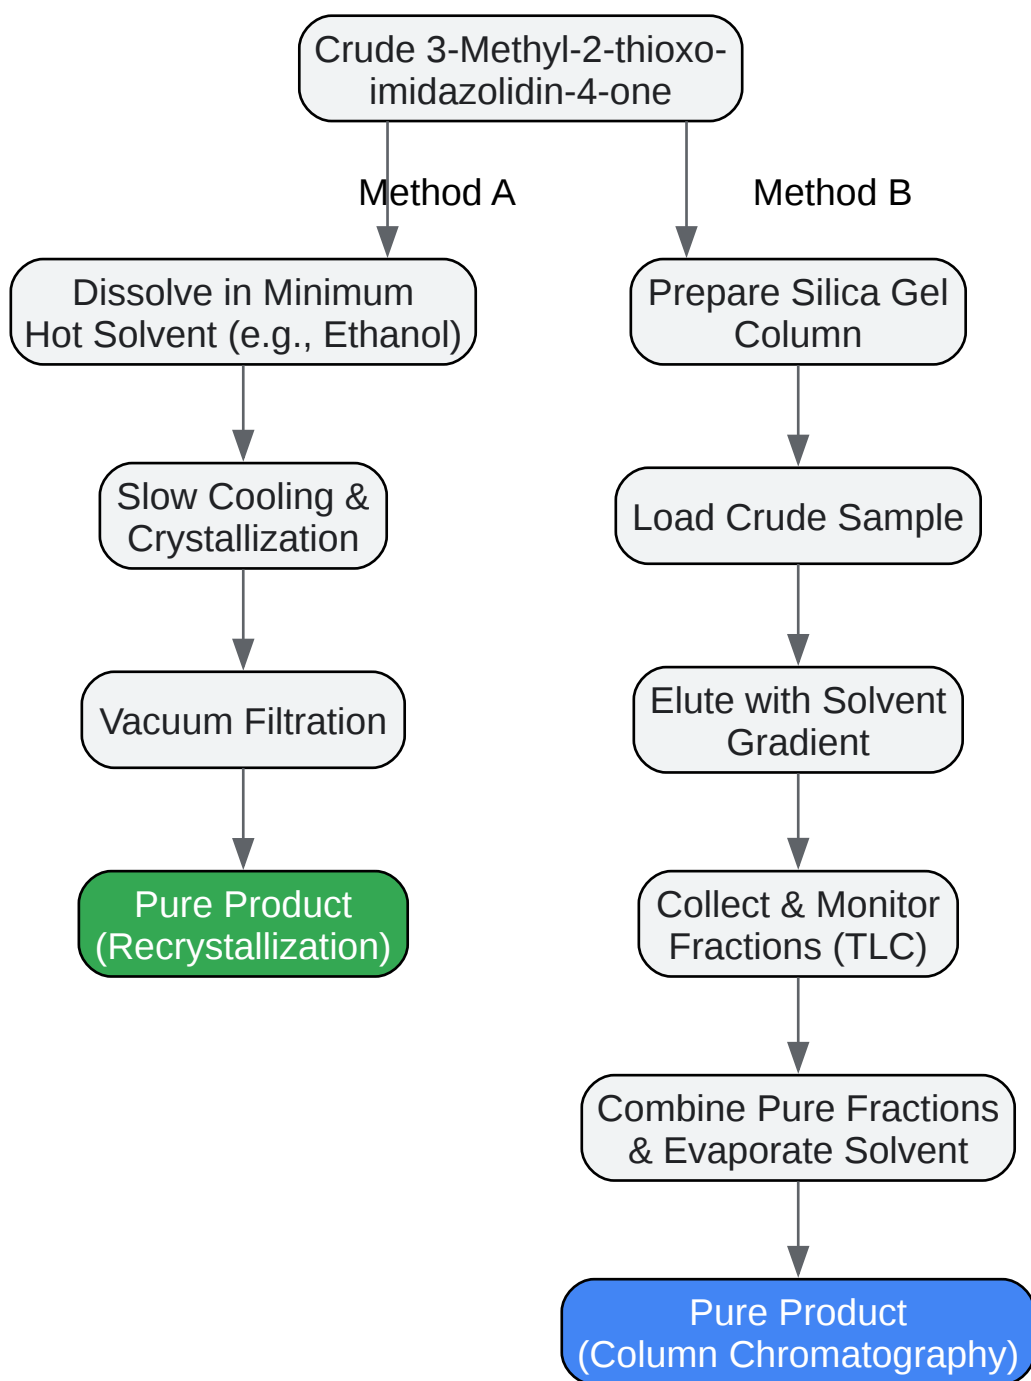 Crude 3-Methyl-2-thioxo-
imidazolidin-4-one
Method A
Method B
Dissolve in Minimum
Hot Solvent (e.g., Ethanol)
Slow Cooling &
Crystallization
Vacuum Filtration
Pure Product
(Recrystallization)
Prepare Silica Gel
Column
Load Crude Sample
Elute with Solvent
Gradient
Collect & Monitor
Fractions (TLC)
Combine Pure Fractions
& Evaporate Solvent
Pure Product
(Column Chromatography)